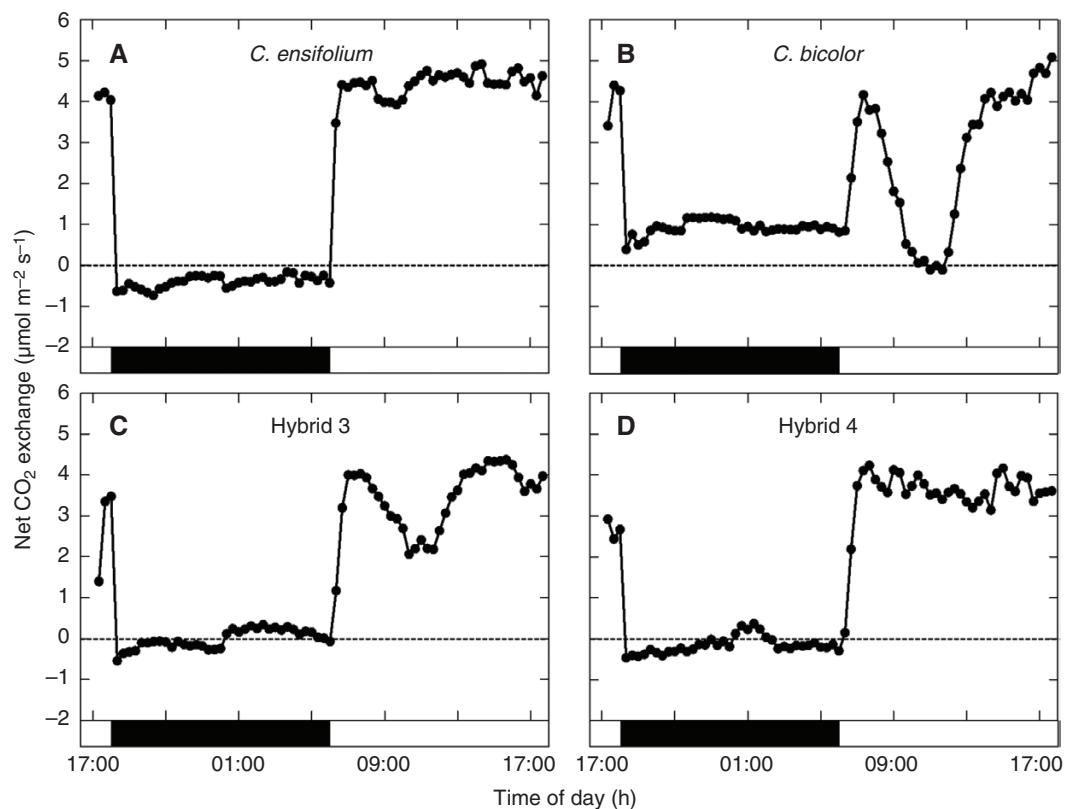 A
C. ensifolium
6
5
4
3
2
1
0
−1
−2
B
C. bicolor
C
Hybrid 3
6
5
4
3
2
1
0
−1
−2
D
Hybrid 4
Net CO₂ exchange (µmol m⁻² s⁻¹)
17:00 01:00 09:00 17:00 17:00 01:00 09:00 17:00
Time of day (h)